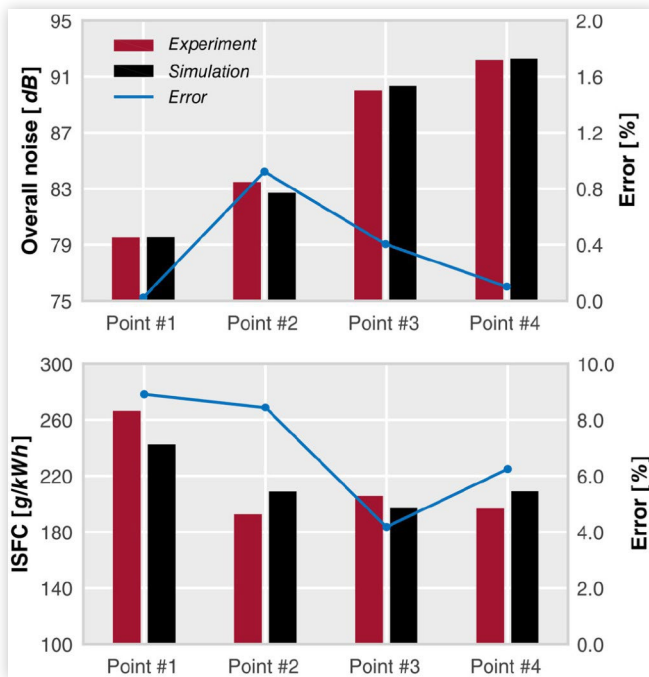 95
91
87
83
79
75
Overall noise [dB]
Experiment
Simulation
Error
2.0
1.6
1.2
0.8
0.4
0.0
Error [%]
Point #1 Point #2 Point #3 Point #4
300
260
220
180
140
100
ISFC [g/kWh]
10.0
8.0
6.0
4.0
2.0
0.0
Error [%]
Point #1 Point #2 Point #3 Point #4